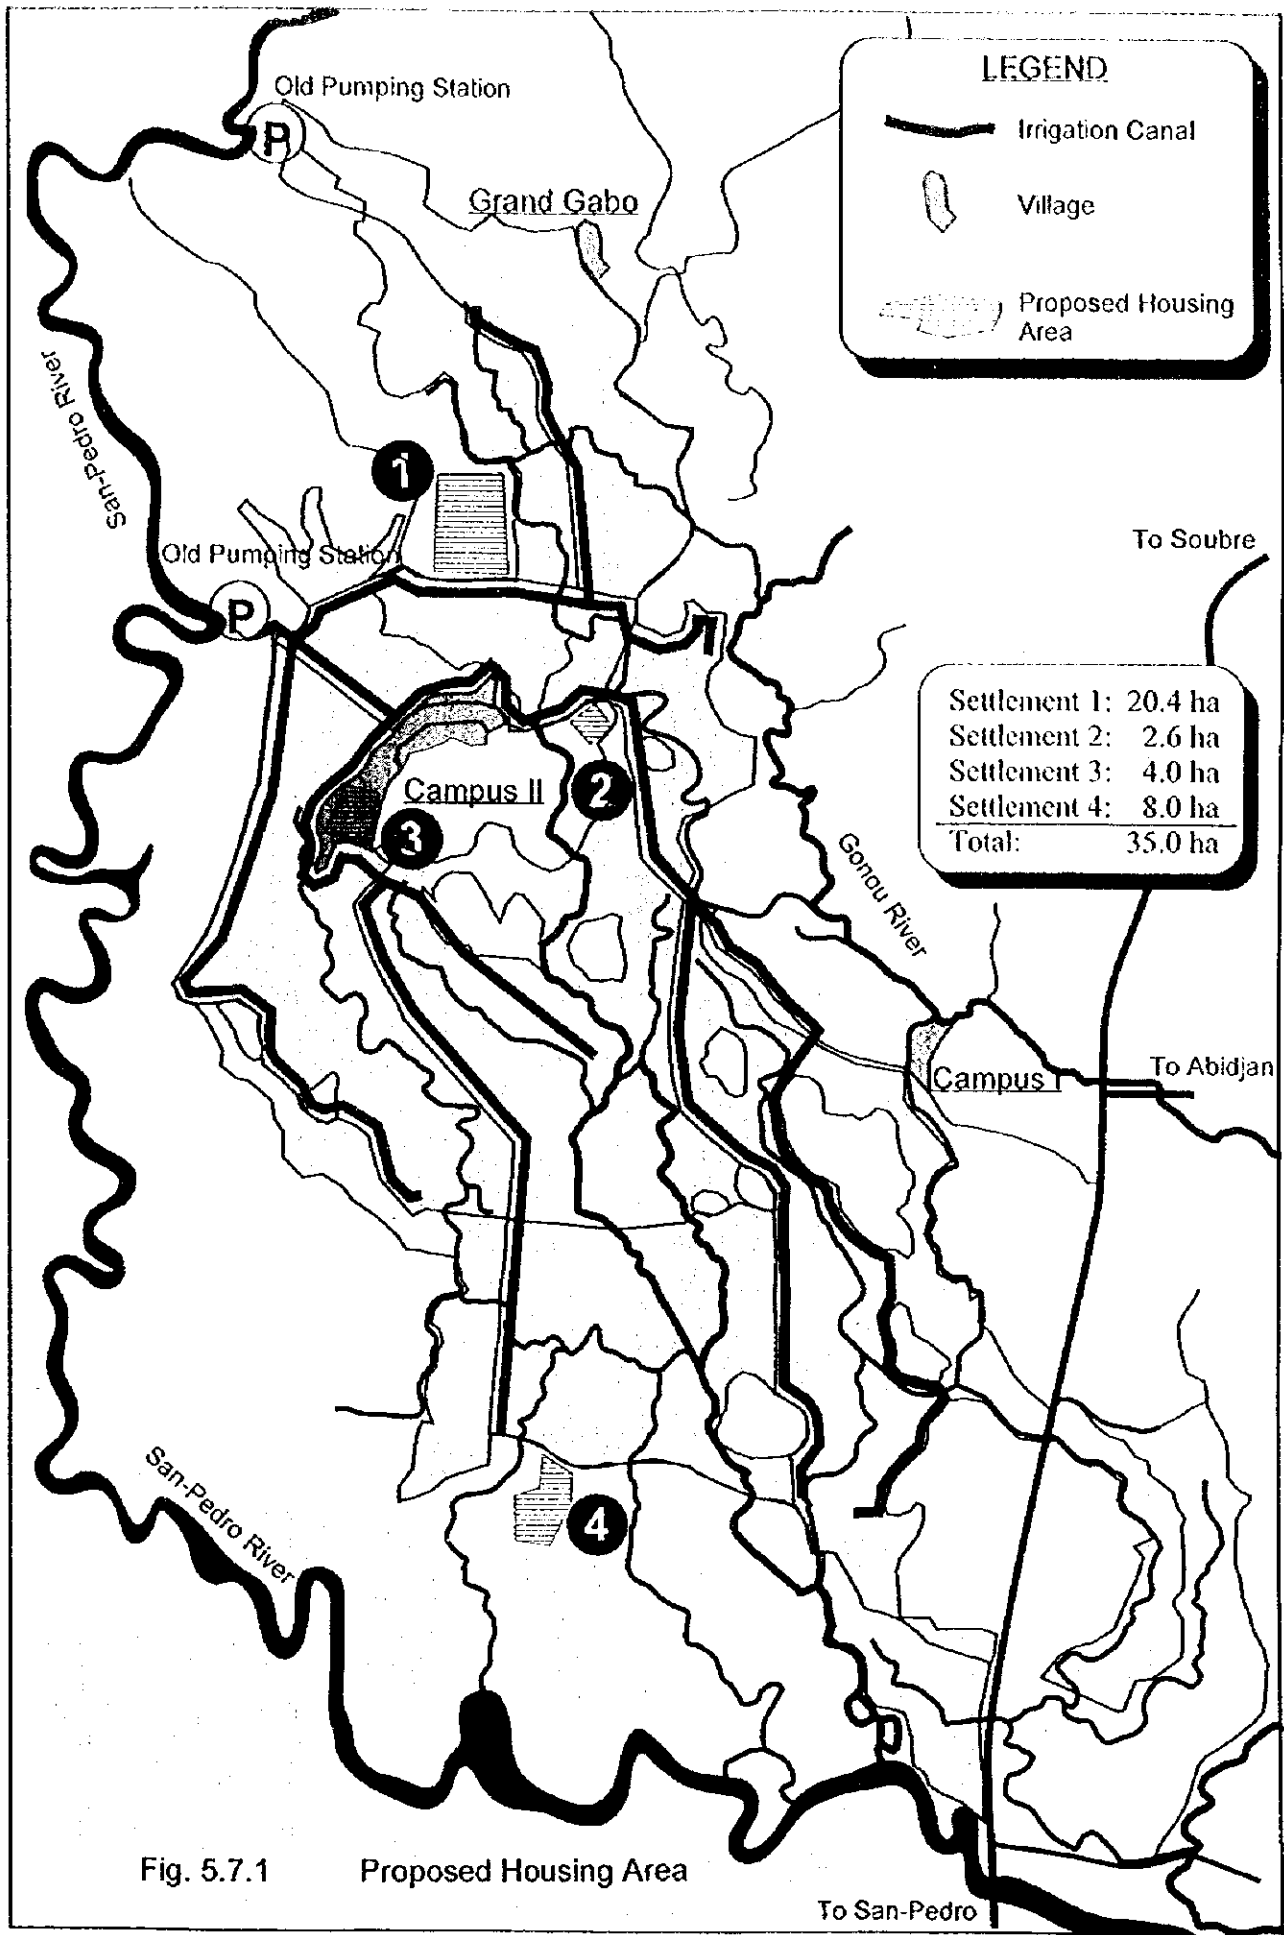 LEGEND
Irrigation Canal
Village
Proposed Housing
Area
Old Pumping Station
P
Grand Gabo
San-Pedro River
1
Old Pumping Station
P
To Soubre
Settlement 1: 20.4 ha
Settlement 2: 2.6 ha
Settlement 3: 4.0 ha
Settlement 4: 8.0 ha
Total: 35.0 ha
Campus II
2
3
Gonou River
Campus I
To Abidjan
San-Pedro River
4
Fig. 5.7.1 Proposed Housing Area
To San-Pedro